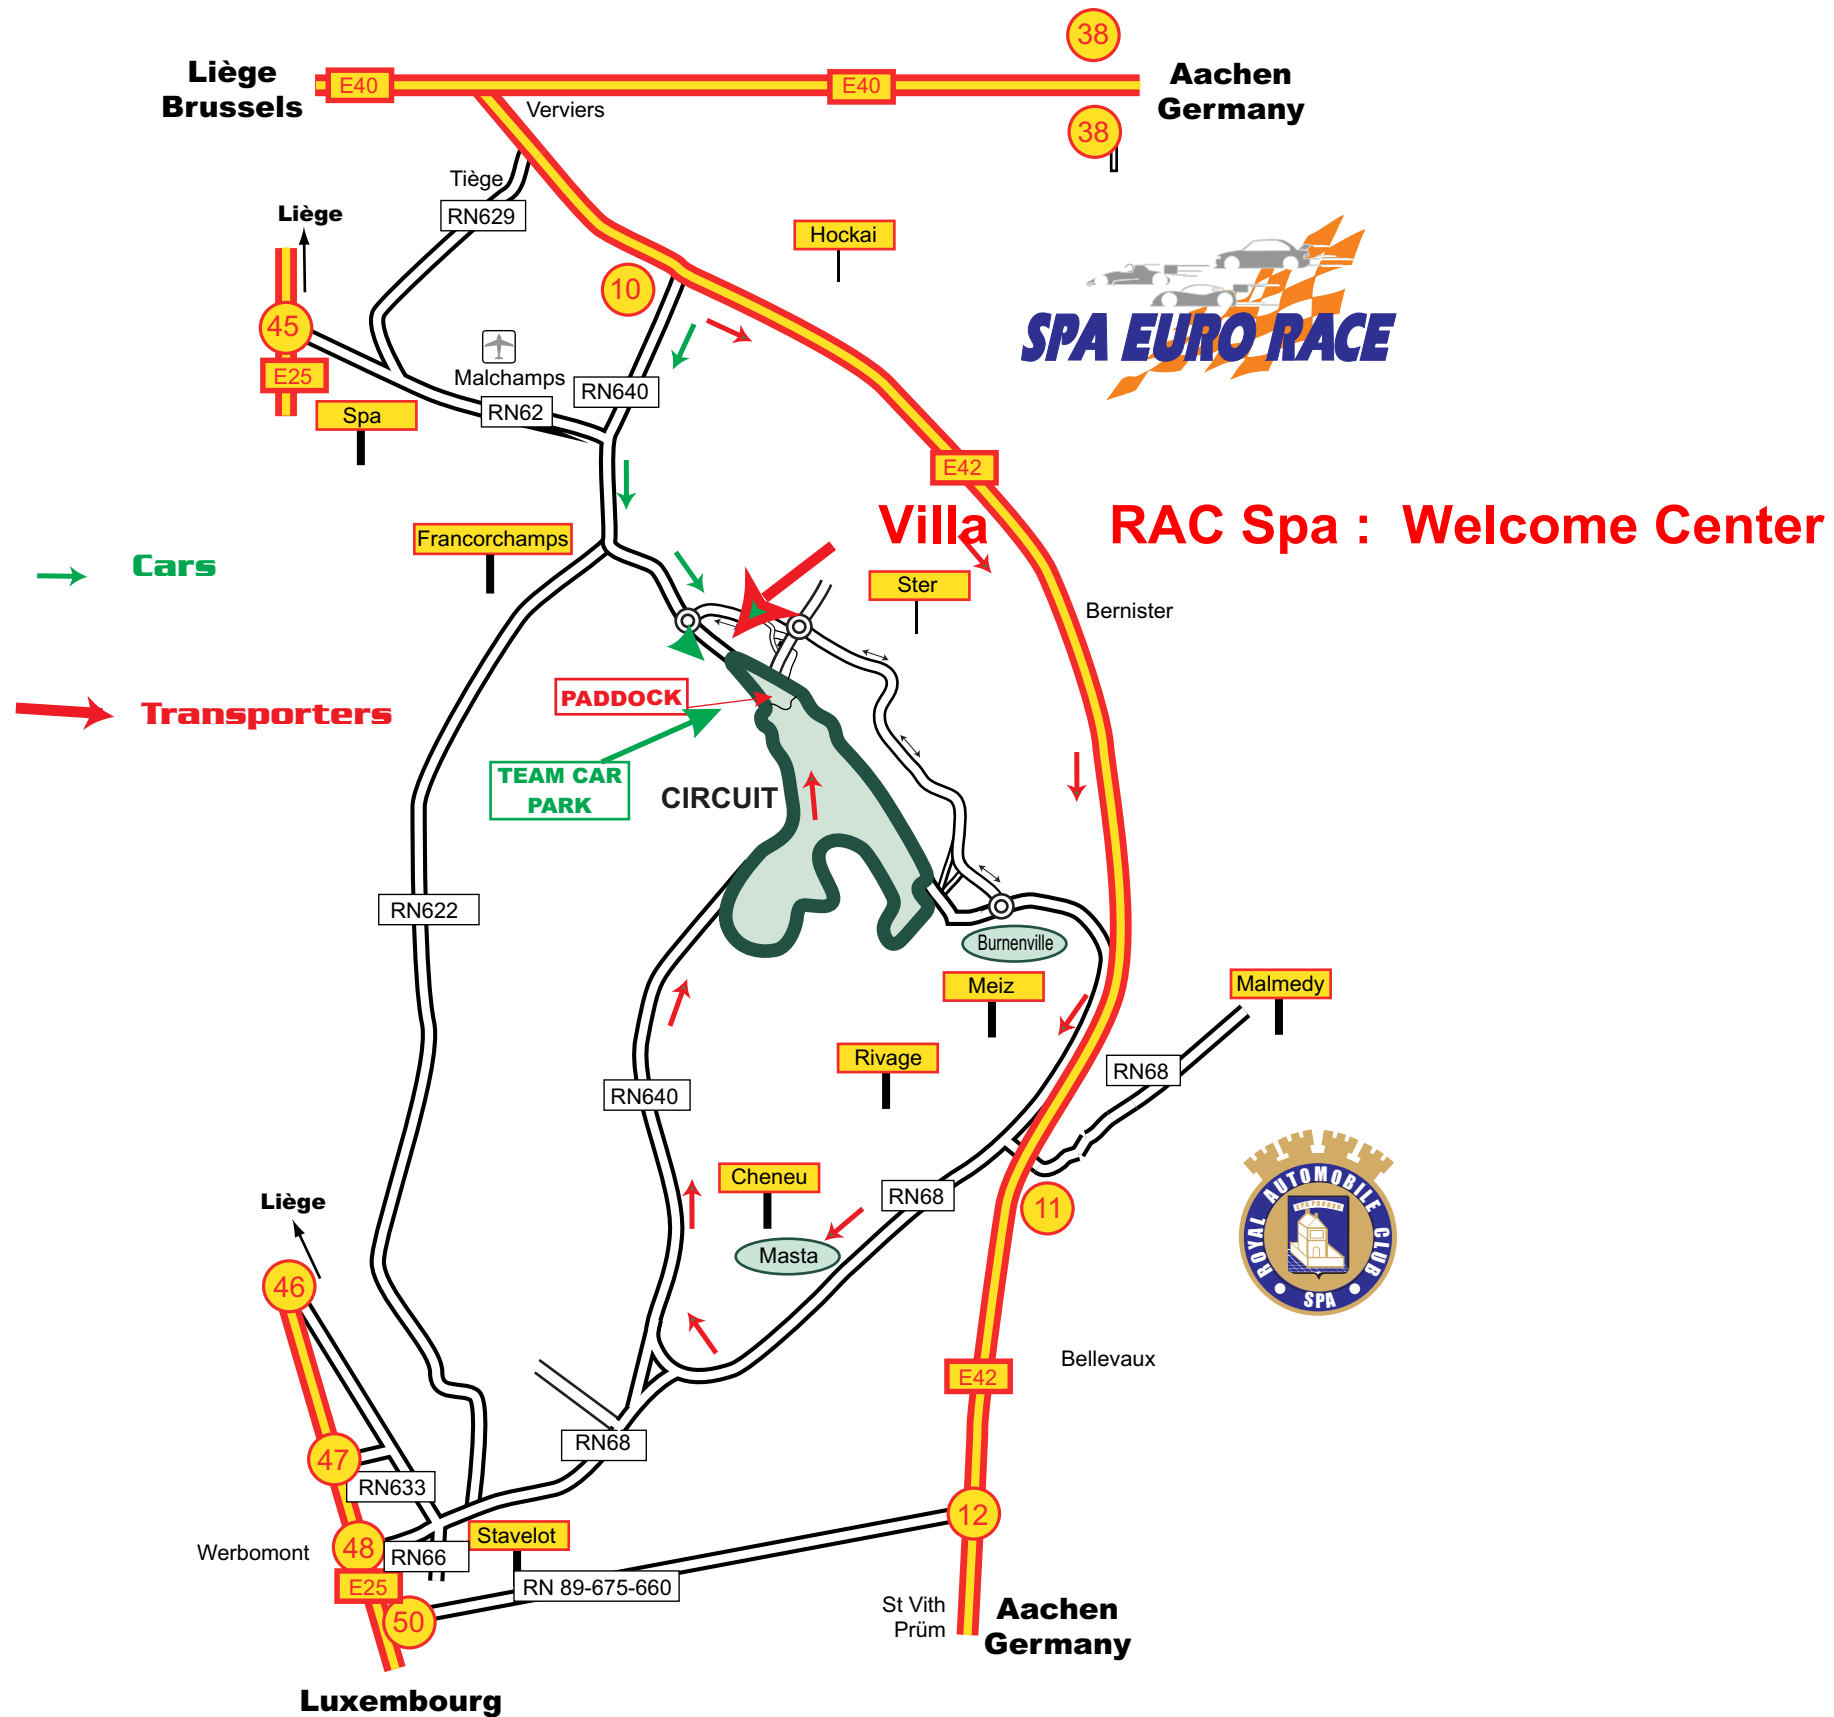 38
Liège
Brussels
E40
E40
Aachen
Germany
Verviers
38
Tiège
RN629
Liège
Hockai
10
45
SPA EURO RACE
E25
Malchamps
RN640
RN62
Spa
E42
Villa RAC Spa : Welcome Center
Francorchamps
Cars
Ster
Bernister
PADDOCK
Transporters
TEAM CAR
PARK
CIRCUIT
RN622
Burnenville
Meiz
Malmedy
Rivage
RN68
RN640
Cheneu
RN68
Liège
11
ROYAL AUTOMOBILE CLUB
SPA
Masta
46
Bellevaux
E42
RN68
47
RN633
12
Stavelot
48
Werbomont
RN66
E25
RN 89-675-660
50
St Vith
Prüm
Aachen
Germany
Luxembourg